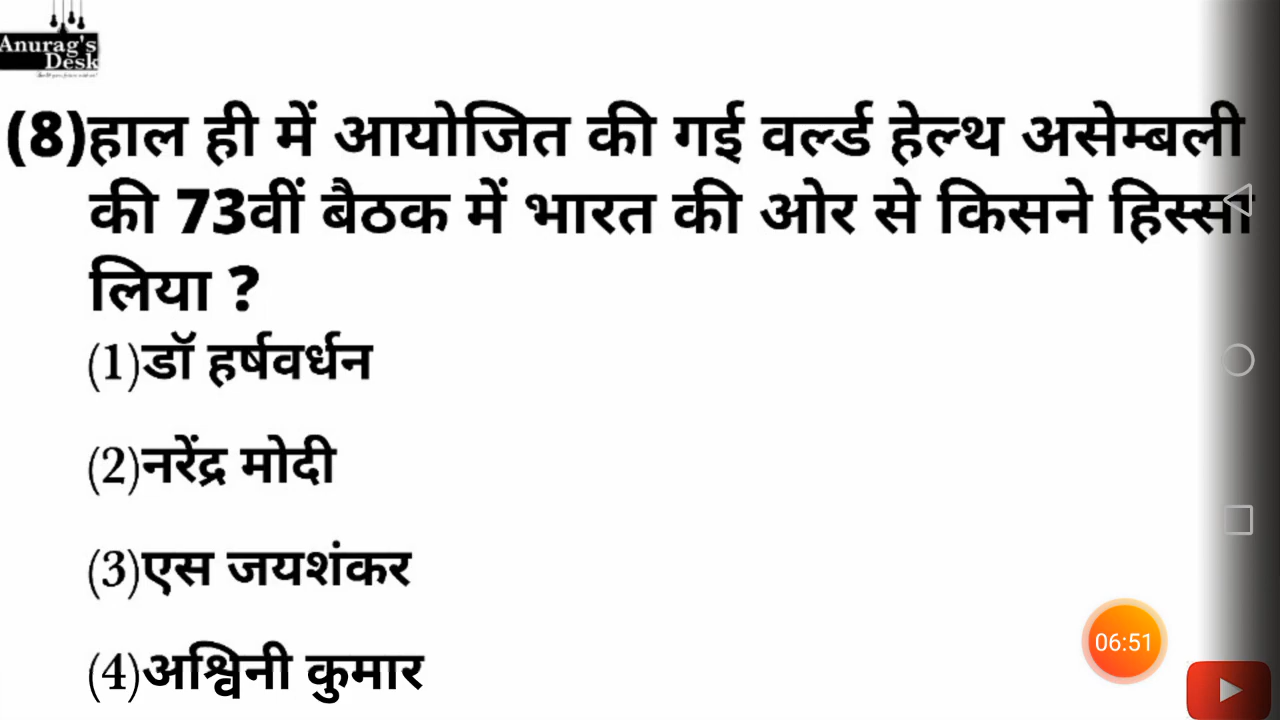 Anurag's
Desk
(8)हाल ही में आयोजित की गई वर्ल्ड हेल्थ असेम्बली
की 73वीं बैठक में भारत की ओर से किसने हिस्सा
लिया ?
(1)डॉ हर्षवर्धन
(2)नरेंद्र मोदी
(3)एस जयशंकर
(4)अश्विनी कुमार
06:51